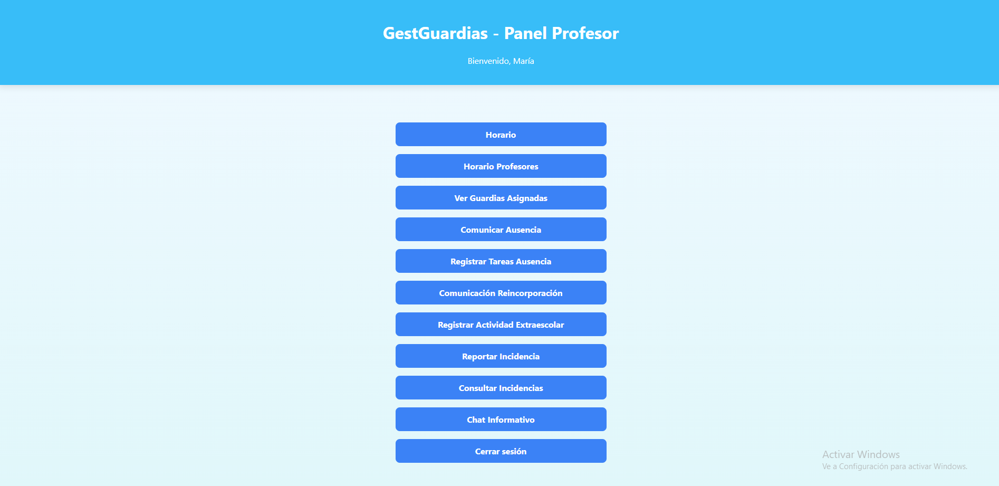 GestGuardias - Panel Profesor
Bienvenido, María
Horario
Horario Profesores
Ver Guardias Asignadas
Comunicar Ausencia
Registrar Tareas Ausencia
Comunicación Reincorporación
Registrar Actividad Extraescolar
Reportar Incidencia
Consultar Incidencias
Chat Informativo
Cerrar sesión
Activar Windows
Ve a Configuración para activar Windows.